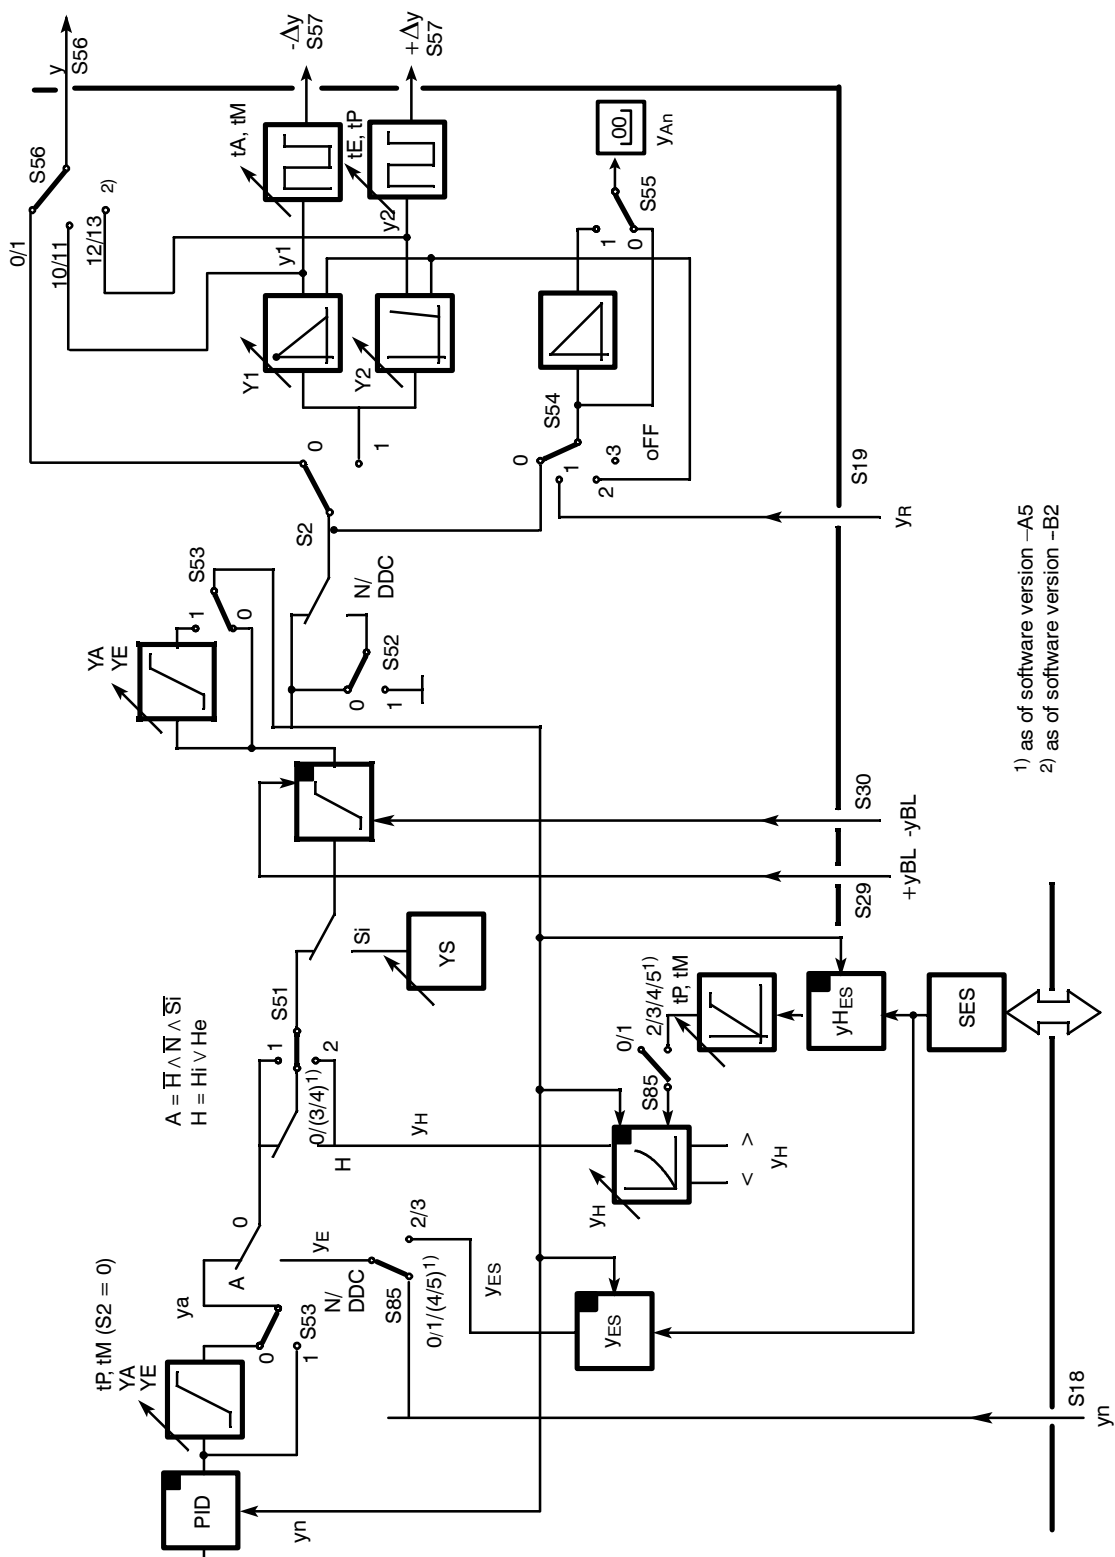 PID
yn
tP, tM (S2 = 0)
YA
YE
0
S53
1
ya
A
0
yE
N/
DDC
S85
0/1/(4/5)1)
2/3
yES
yES
S18
yn
A = H ∧ N ∧ Si
H = Hi ∨ He
H
0/(3/4)1)
1
2
S51
yH
yH
< >
yH
S85
0/1
2/3/4/51)
tP, tM
yHES
SES
Si
YS
S29
+yBL
S30
-yBL
YA
YE
1
0
S53
0
1
S52
N/
DDC
S2
0
1
0
1
2
3
oFF
S54
yR
S19
Y1
Y2
y1
y2
1
0
S55
yAn
00
tA, tM
tE, tP
0/1
10/11
12/13
2)
S56
y
S56
-Δy
S57
+Δy
S57
1) as of software version -A5
2) as of software version -B2